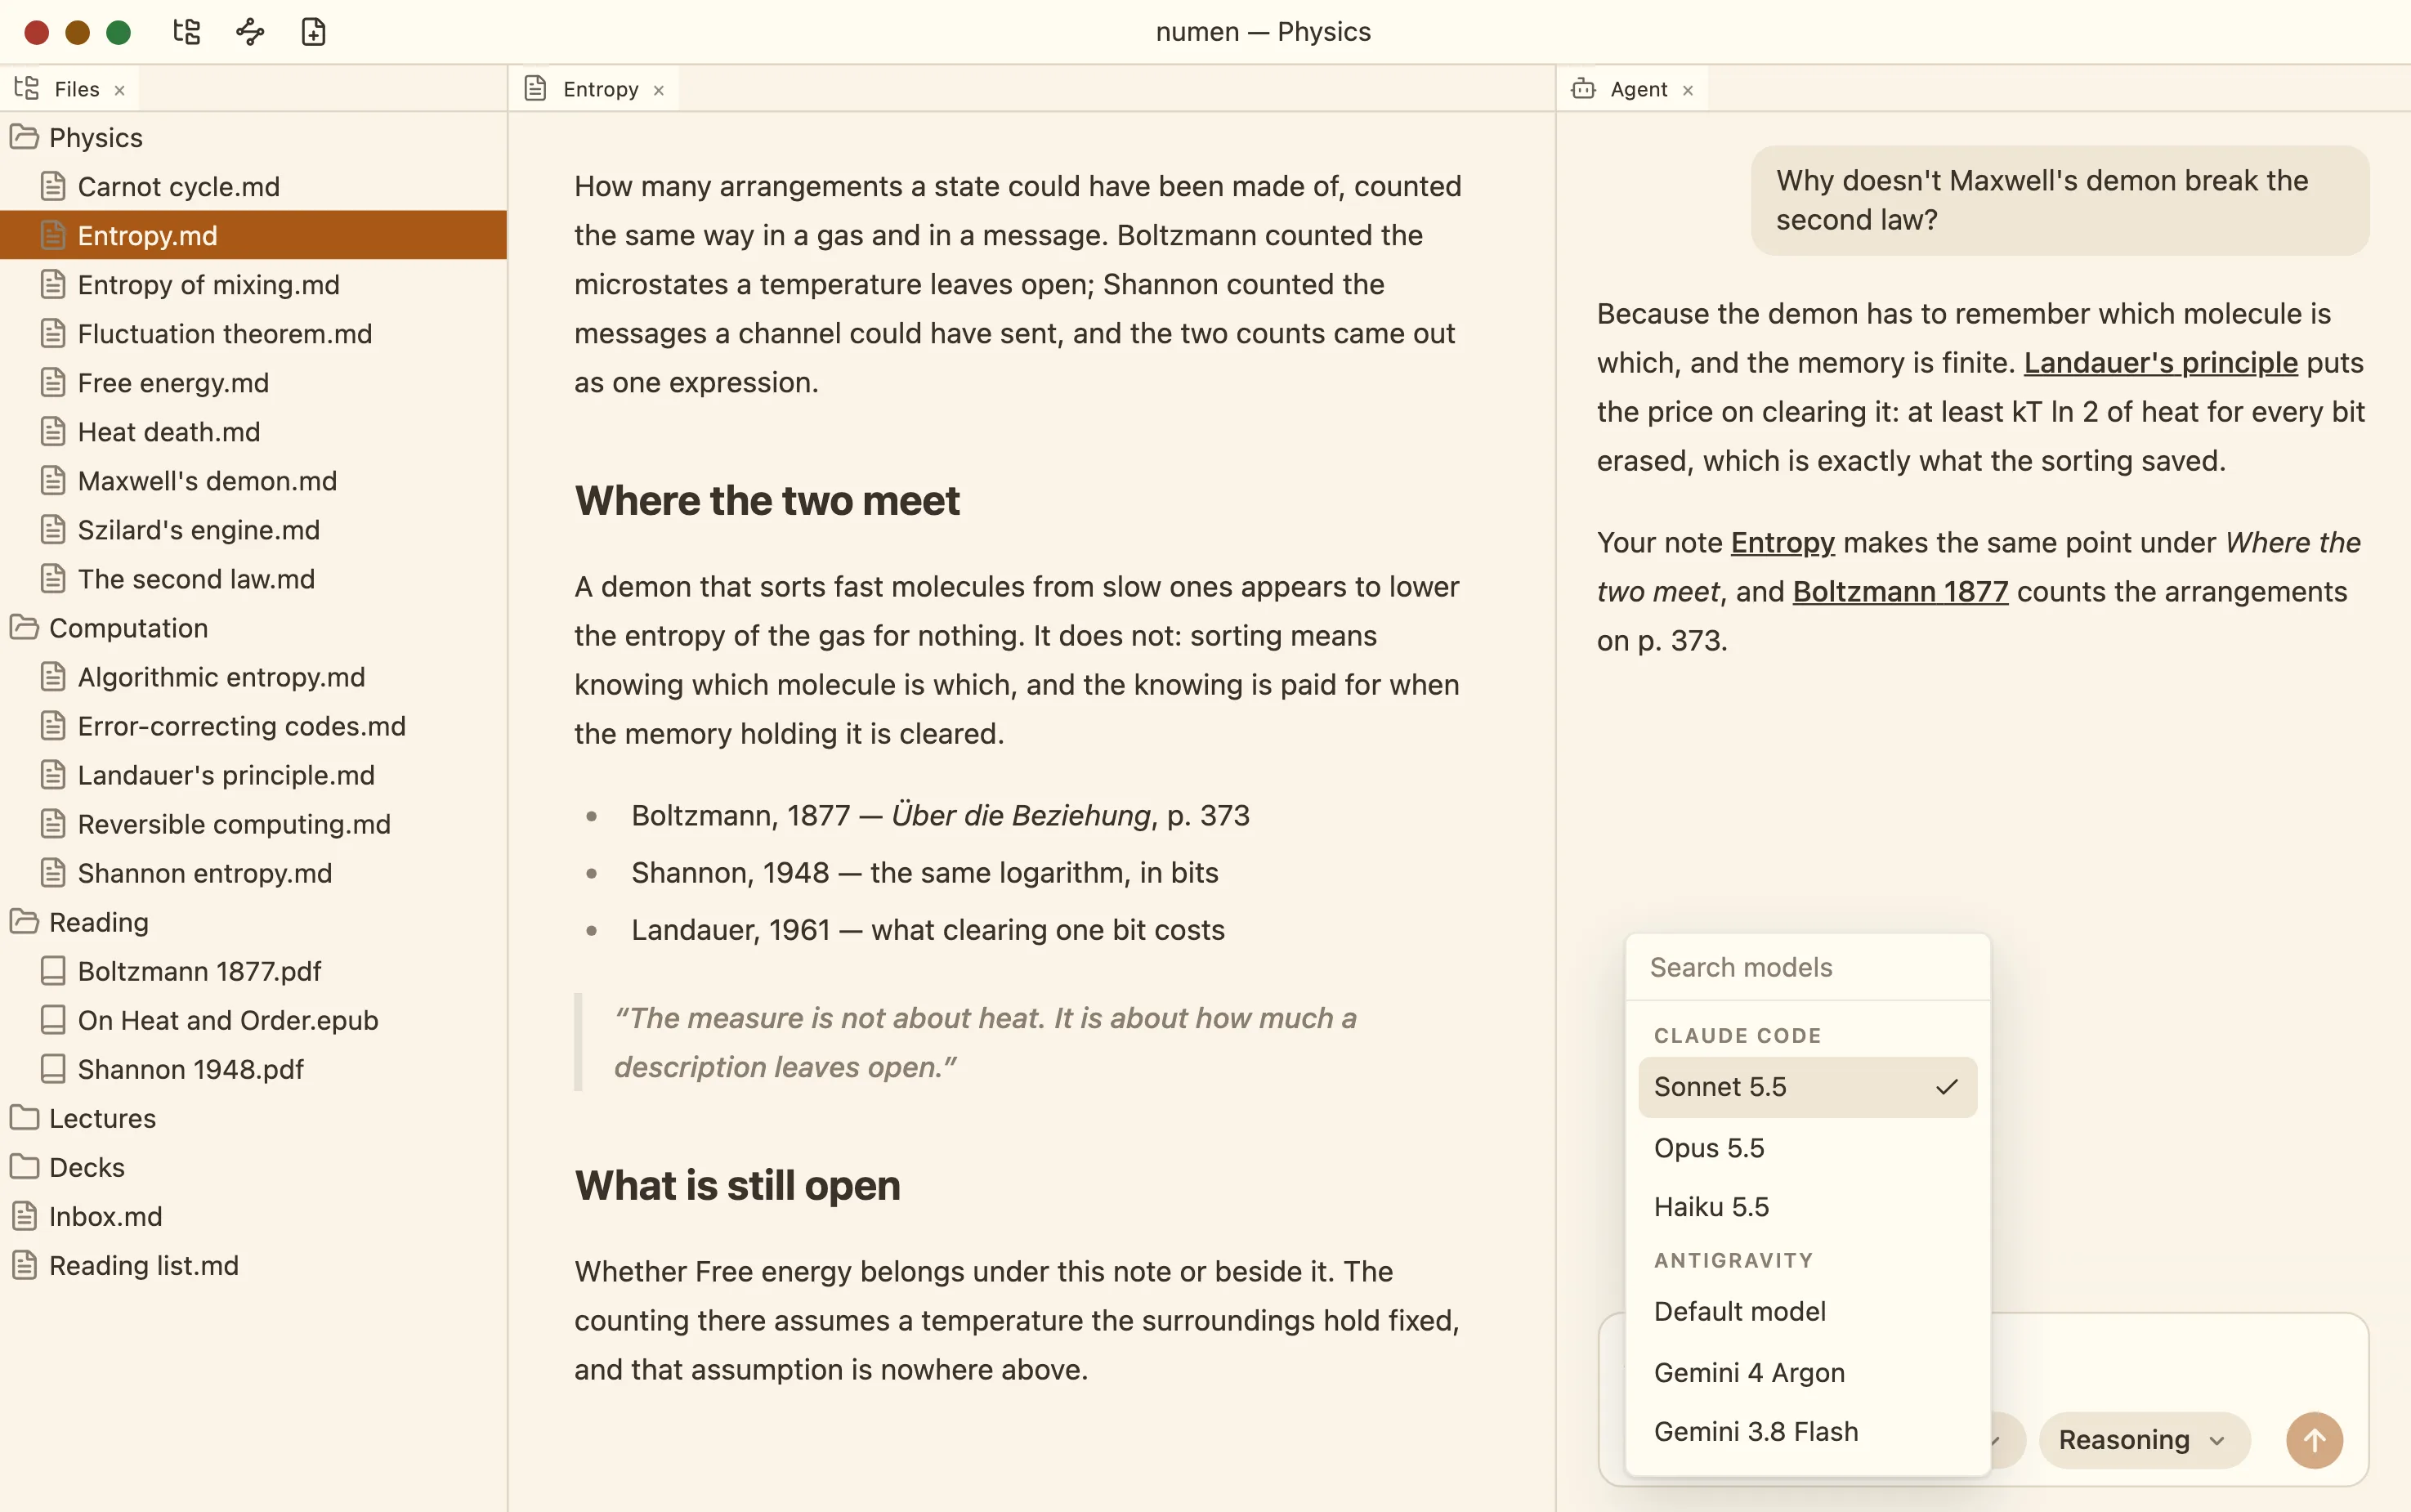 numen — Physics
Files ×
Physics
Carnot cycle.md
Entropy.md
Entropy of mixing.md
Fluctuation theorem.md
Free energy.md
Heat death.md
Maxwell's demon.md
Szilard's engine.md
The second law.md
Computation
Algorithmic entropy.md
Error-correcting codes.md
Landauer's principle.md
Reversible computing.md
Shannon entropy.md
Reading
Boltzmann 1877.pdf
On Heat and Order.epub
Shannon 1948.pdf
Lectures
Decks
Inbox.md
Reading list.md
Entropy ×
How many arrangements a state could have been made of, counted
the same way in a gas and in a message. Boltzmann counted the
microstates a temperature leaves open; Shannon counted the
messages a channel could have sent, and the two counts came out
as one expression.
Where the two meet
A demon that sorts fast molecules from slow ones appears to lower
the entropy of the gas for nothing. It does not: sorting means
knowing which molecule is which, and the knowing is paid for when
the memory holding it is cleared.
• Boltzmann, 1877 — Über die Beziehung, p. 373
• Shannon, 1948 — the same logarithm, in bits
• Landauer, 1961 — what clearing one bit costs
“The measure is not about heat. It is about how much a
description leaves open.”
What is still open
Whether Free energy belongs under this note or beside it. The
counting there assumes a temperature the surroundings hold fixed,
and that assumption is nowhere above.
Agent ×
Why doesn't Maxwell's demon break the
second law?
Because the demon has to remember which molecule is
which, and the memory is finite. Landauer's principle puts
the price on clearing it: at least kT ln 2 of heat for every bit
erased, which is exactly what the sorting saved.
Your note Entropy makes the same point under Where the
two meet, and Boltzmann 1877 counts the arrangements
on p. 373.
Search models
CLAUDE CODE
Sonnet 5.5
Opus 5.5
Haiku 5.5
ANTIGRAVITY
Default model
Gemini 4 Argon
Gemini 3.8 Flash
Reasoning